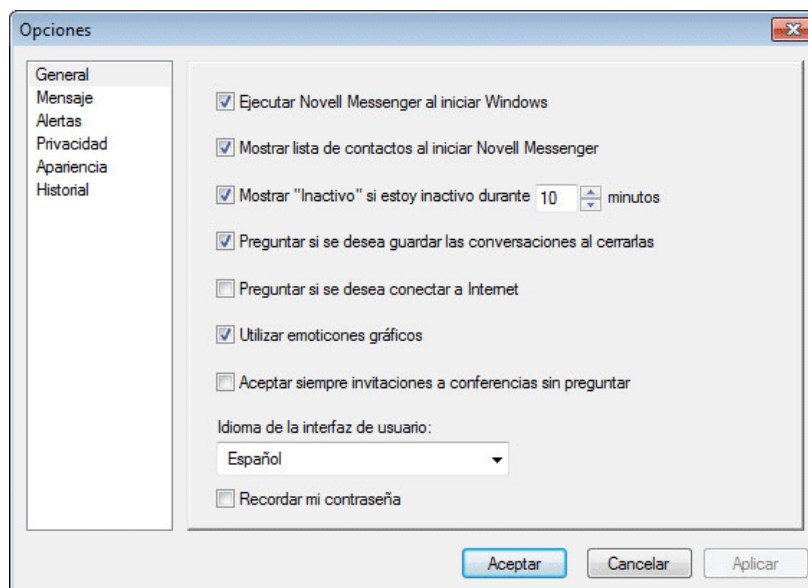 Opciones
General
Mensaje
Alertas
Privacidad
Apariencia
Historial
Ejecutar Novell Messenger al iniciar Windows
Mostrar lista de contactos al iniciar Novell Messenger
Mostrar "Inactivo" si estoy inactivo durante 10 minutos
Preguntar si se desea guardar las conversaciones al cerrarlas
Preguntar si se desea conectar a Internet
Utilizar emoticones gráficos
Aceptar siempre invitaciones a conferencias sin preguntar
Idioma de la interfaz de usuario:
Español
Recordar mi contraseña
Aceptar Cancelar Aplicar